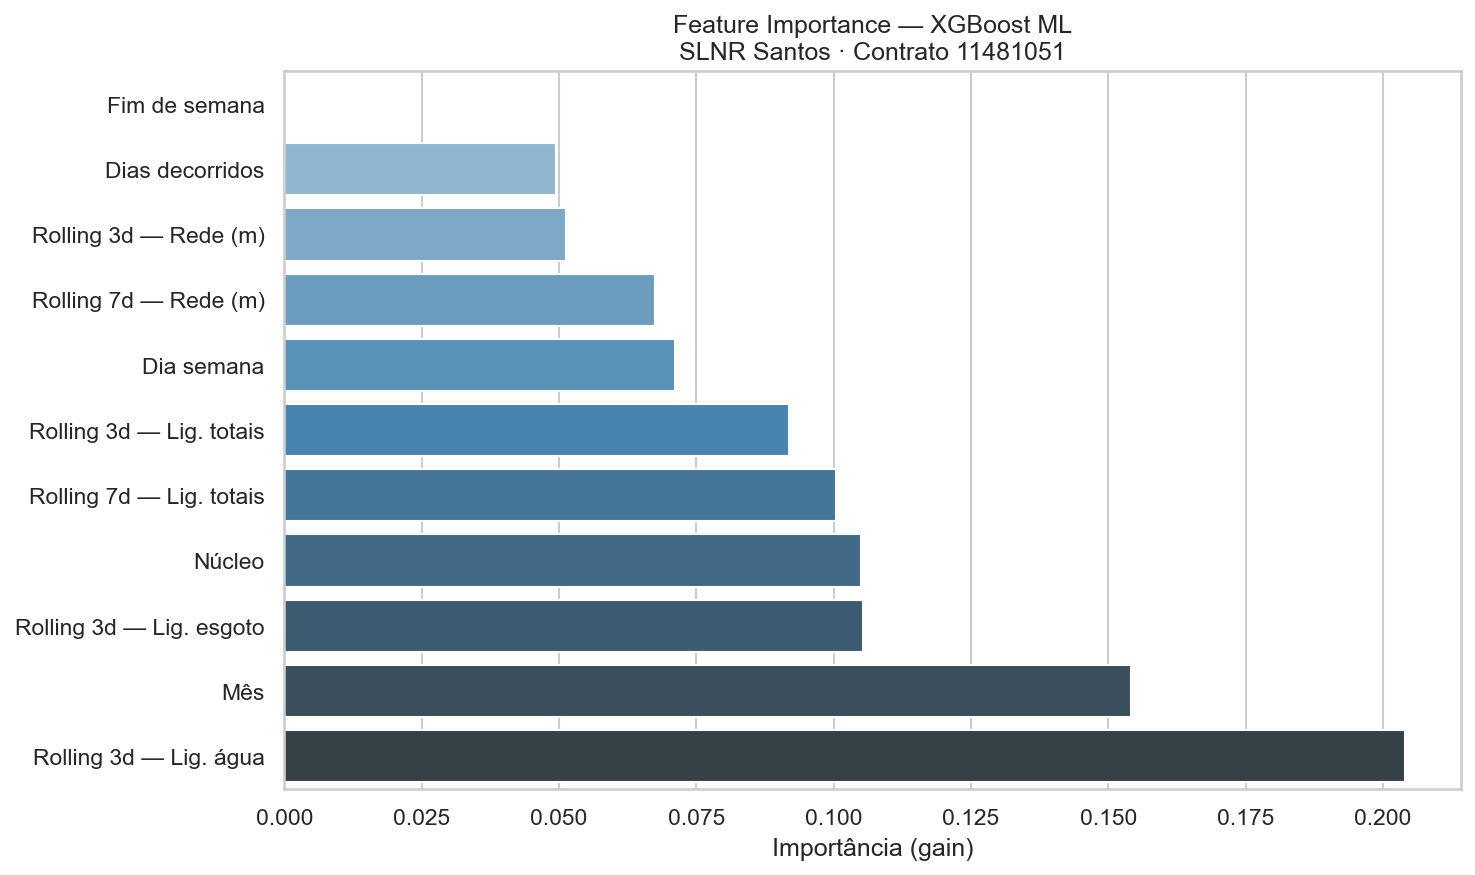 Feature Importance — XGBoost ML
SLNR Santos · Contrato 11481051
Fim de semana
Dias decorridos
Rolling 3d — Rede (m)
Rolling 7d — Rede (m)
Dia semana
Rolling 3d — Lig. totais
Rolling 7d — Lig. totais
Núcleo
Rolling 3d — Lig. esgoto
Mês
Rolling 3d — Lig. água
0.000 0.025 0.050 0.075 0.100 0.125 0.150 0.175 0.200
Importância (gain)